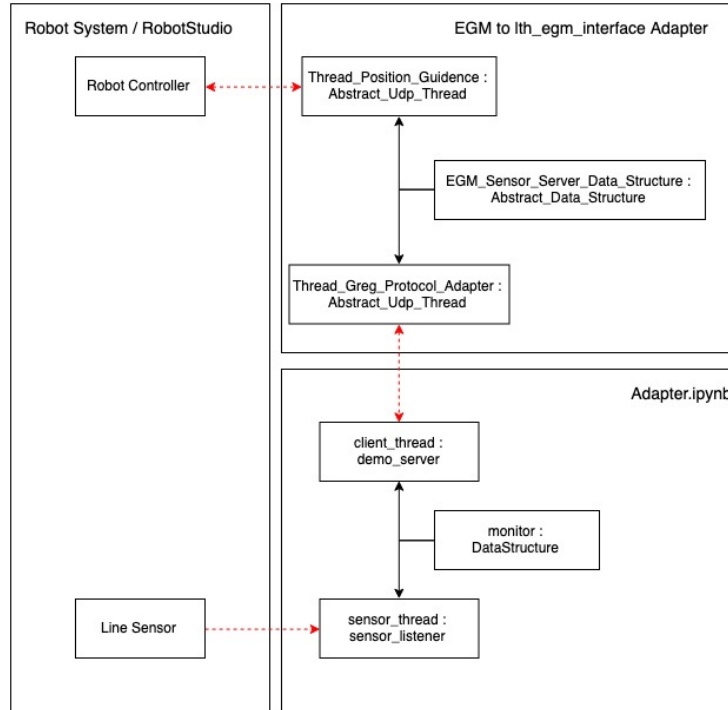 Robot System / RobotStudio
EGM to lth_egm_interface Adapter
Robot Controller
Thread_Position_Guidence :
Abstract_Udp_Thread
EGM_Sensor_Server_Data_Structure :
Abstract_Data_Structure
Thread_Greg_Protocol_Adapter :
Abstract_Udp_Thread
Adapter.ipynb
client_thread :
demo_server
monitor :
DataStructure
Line Sensor
sensor_thread :
sensor_listener